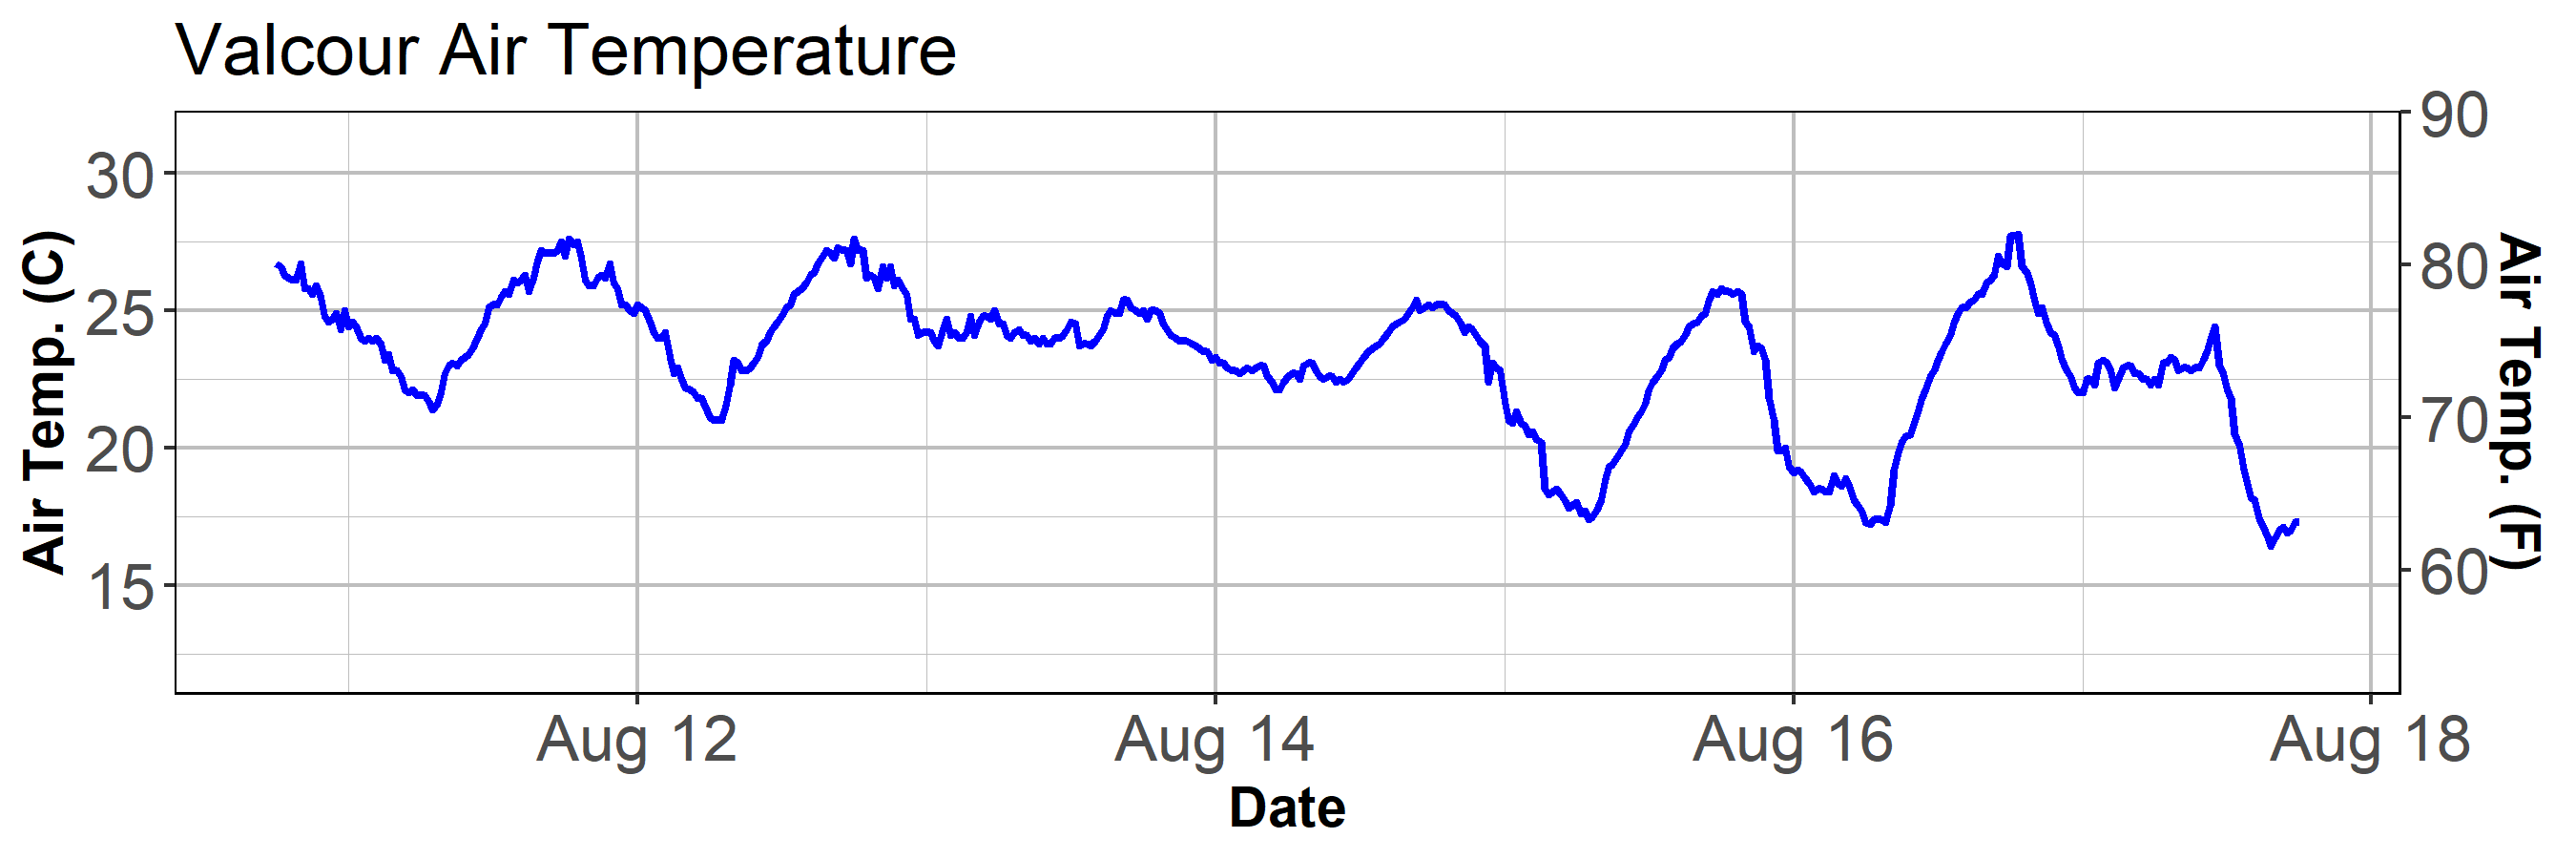 Valcour Air Temperature
Air Temp. (C)
30
25
20
15
90
80
70
60
Air Temp. (F)
Aug 12
Aug 14
Aug 16
Aug 18
Date